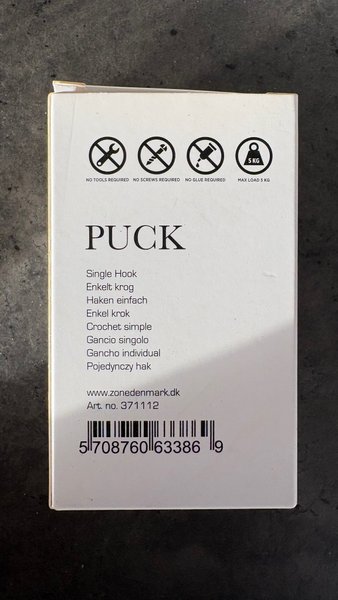 NO TOOLS REQUIRED NO SCREWS REQUIRED NO GLUE REQUIRED MAX LOAD 5 KG
5 KG
PUCK
Single Hook
Enkelt krog
Haken einfach
Enkel krok
Crochet simple
Gancio singolo
Gancho individual
Pojedynczy hak
www.zonedenmark.dk
Art. no. 371112
5 708760 63386 9